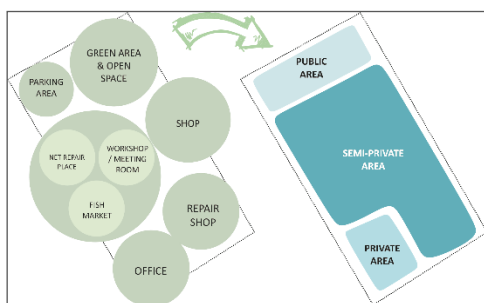 GREEN AREA
& OPEN
SPACE
PARKING
AREA
SHOP
NET REPAIR
PLACE
WORKSHOP
/ MEETING
ROOM
FISH
MARKET
REPAIR
SHOP
OFFICE
PUBLIC
AREA
SEMI-PRIVATE
AREA
PRIVATE
AREA